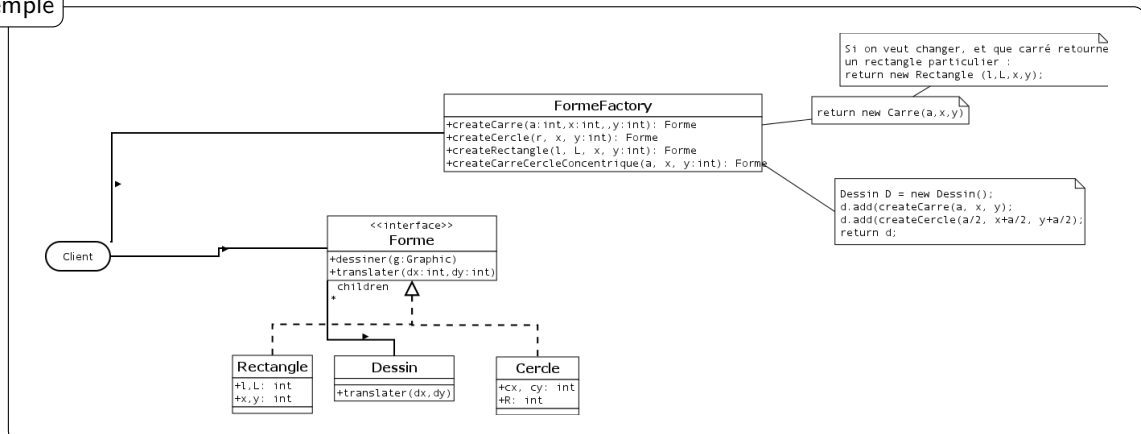 emple
Si on veut changer, et que carré retourne
un rectangle particulier :
return new Rectangle (l,L,x,y);
FormeFactory
+createCarre(a:int,x:int,,y:int): Forme
+createCercle(r, x, y:int): Forme
+createRectangle(l, L, x, y:int): Forme
+createCarreCercleConcentrique(a, x, y:int): Forme
return new Carre(a,x,y)
Dessin D = new Dessin();
d.add(createCarre(a, x, y);
d.add(createCercle(a/2, x+a/2, y+a/2);
return d;
Client
<<interface>>
Forme
+dessiner(g:Graphic)
+translater(dx:int,dy:int)
children
*
Rectangle
+l,L: int
+x,y: int
Dessin
+translater(dx,dy)
Cercle
+cx, cy: int
+R: int